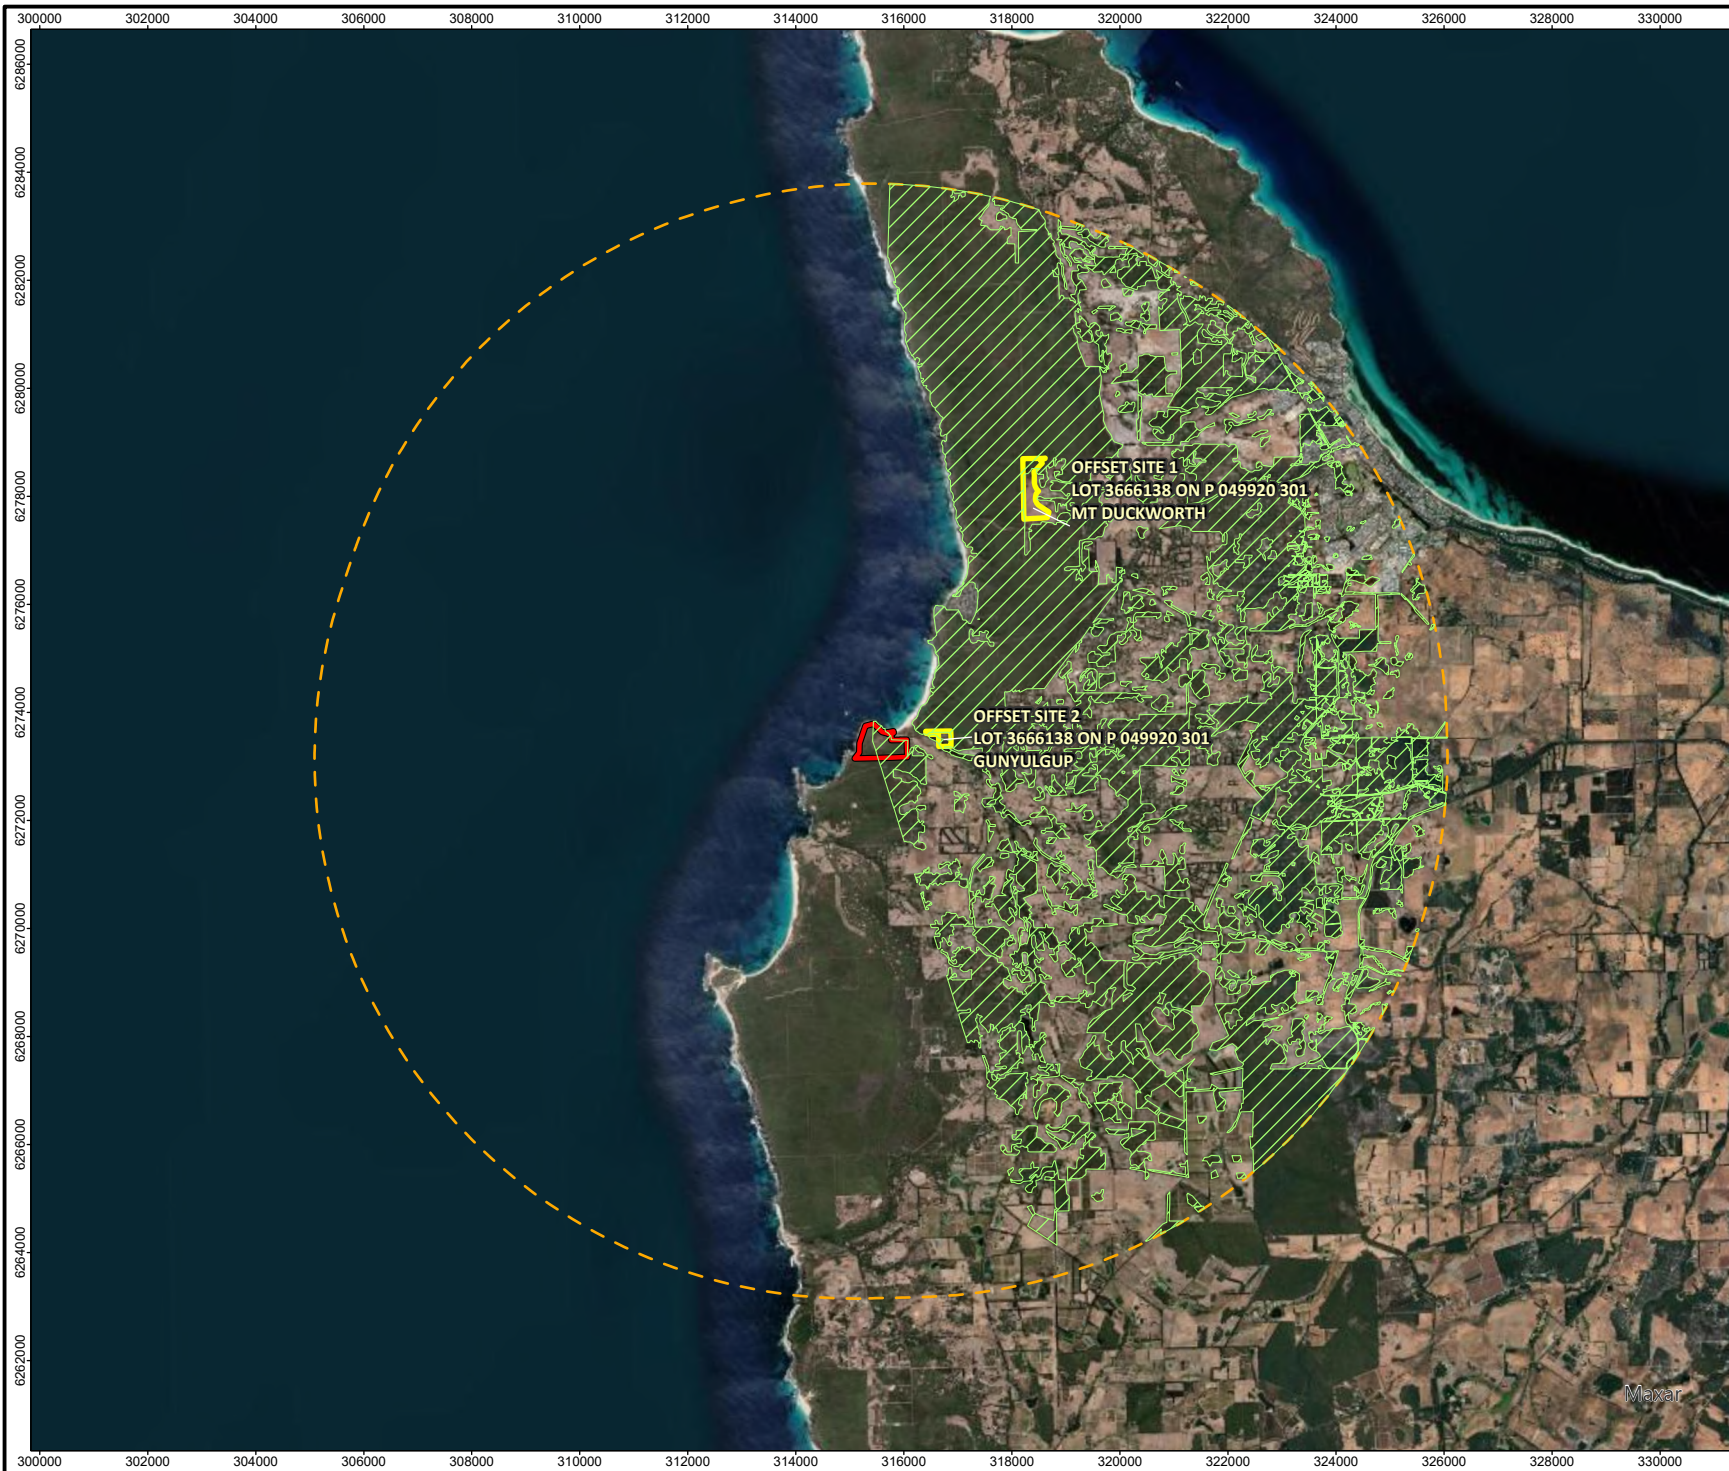 300000 302000 304000 306000 308000 310000 312000 314000 316000 318000 320000 322000 324000 326000 328000 330000
6286000
6284000
6282000
6280000
6278000
6276000
6274000
6272000
6270000
6268000
6266000
6264000
6262000
OFFSET SITE 1
LOT 3666138 ON P 049920 301
MT DUCKWORTH
OFFSET SITE 2
LOT 3666138 ON P 049920 301
GUNYULGUP
Maxar
300000 302000 304000 306000 308000 310000 312000 314000 316000 318000 320000 322000 324000 326000 328000 330000